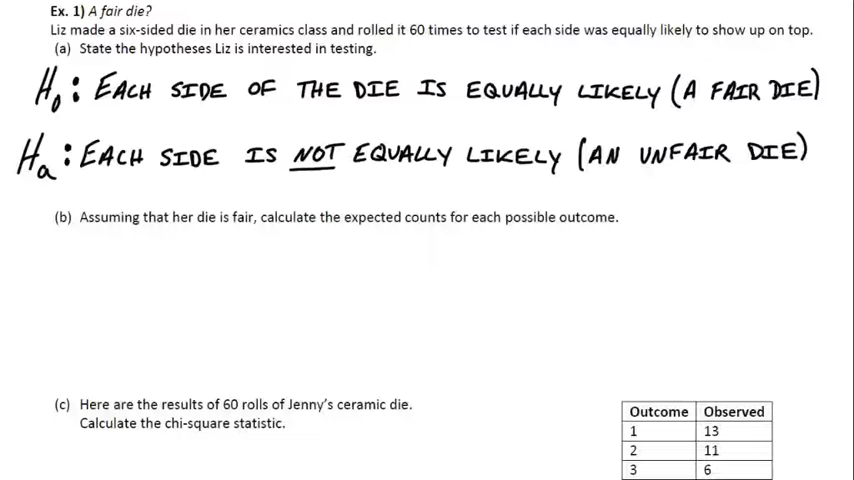 Ex. 1) A fair die?
Liz made a six-sided die in her ceramics class and rolled it 60 times to test if each side was equally likely to show up on top.
(a) State the hypotheses Liz is interested in testing.
H₀: EACH SIDE OF THE DIE IS EQUALLY LIKELY (A FAIR DIE)
Hₐ: EACH SIDE IS NOT EQUALLY LIKELY (AN UNFAIR DIE)
(b) Assuming that her die is fair, calculate the expected counts for each possible outcome.
(c) Here are the results of 60 rolls of Jenny's ceramic die.
Calculate the chi-square statistic.
Outcome Observed
1 13
2 11
3 6